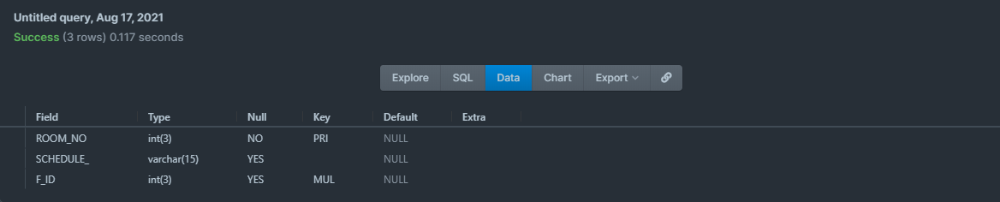 Untitled query, Aug 17, 2021
Success (3 rows) 0.117 seconds
Explore SQL Data Chart Export
Field Type Null Key Default Extra
ROOM_NO int(3) NO PRI NULL
SCHEDULE_ varchar(15) YES NULL
F_ID int(3) YES MUL NULL